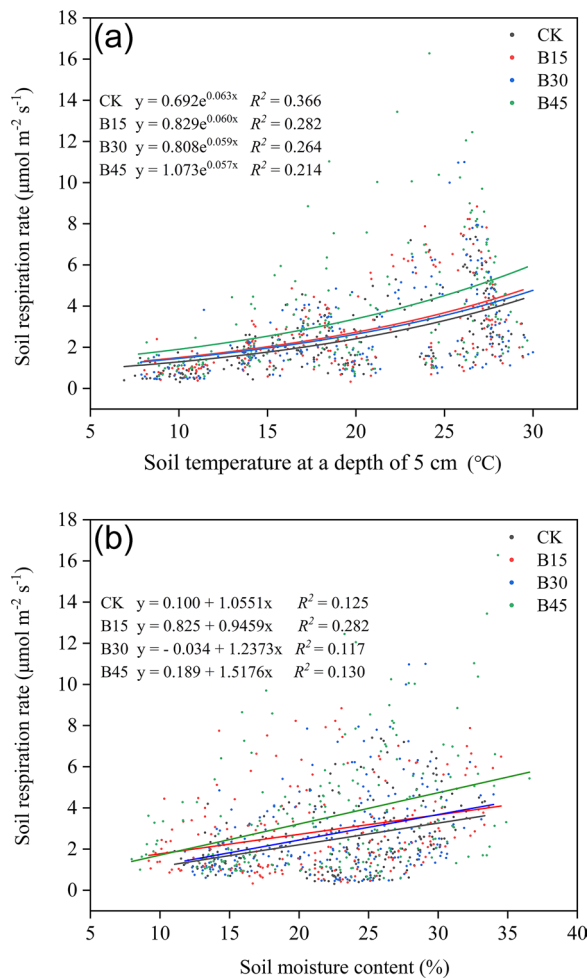 (a)
CK
B15
B30
B45
CK y = 0.692e^0.063x R² = 0.366
B15 y = 0.829e^0.060x R² = 0.282
B30 y = 0.808e^0.059x R² = 0.264
B45 y = 1.073e^0.057x R² = 0.214
Soil respiration rate (μmol m⁻² s⁻¹)
18
16
14
12
10
8
6
4
2
0
5 10 15 20 25 30
Soil temperature at a depth of 5 cm (℃)
(b)
CK
B15
B30
B45
CK y = 0.100 + 1.0551x R² = 0.125
B15 y = 0.825 + 0.9459x R² = 0.282
B30 y = - 0.034 + 1.2373x R² = 0.117
B45 y = 0.189 + 1.5176x R² = 0.130
Soil respiration rate (μmol m⁻² s⁻¹)
18
16
14
12
10
8
6
4
2
0
5 10 15 20 25 30 35 40
Soil moisture content (%)